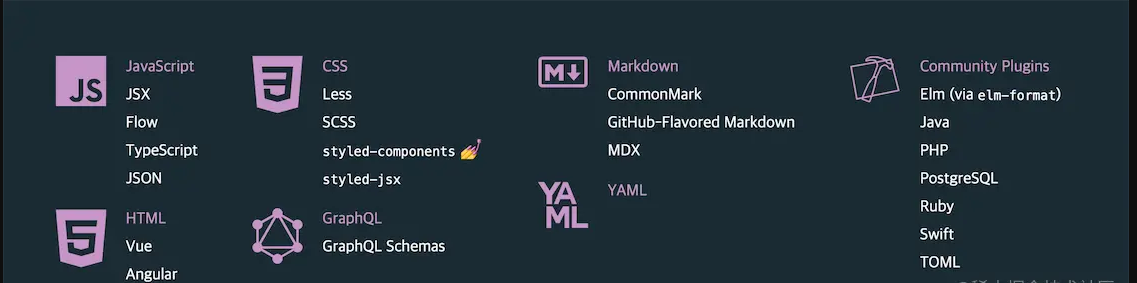 JS
JavaScript
JSX
Flow
TypeScript
JSON
HTML
Vue
Angular
CSS
Less
SCSS
styled-components 💅
styled-jsx
GraphQL
GraphQL Schemas
M
Markdown
CommonMark
GitHub-Flavored Markdown
MDX
YA
ML
YAML
Community Plugins
Elm (via elm-format)
Java
PHP
PostgreSQL
Ruby
Swift
TOML